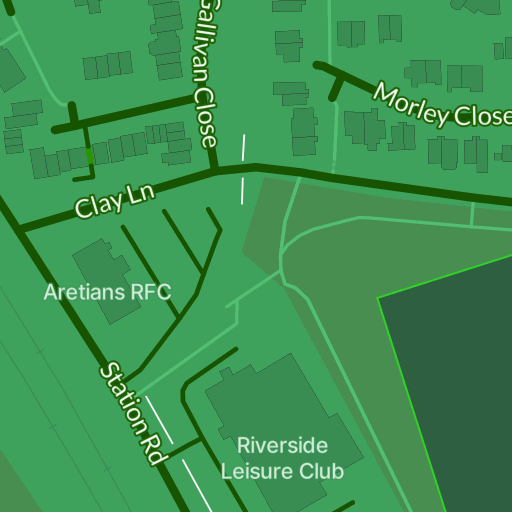 Gallivan Close
Morley Close
Clay Ln
Aretians RFC
Station Rd
Riverside
Leisure Club